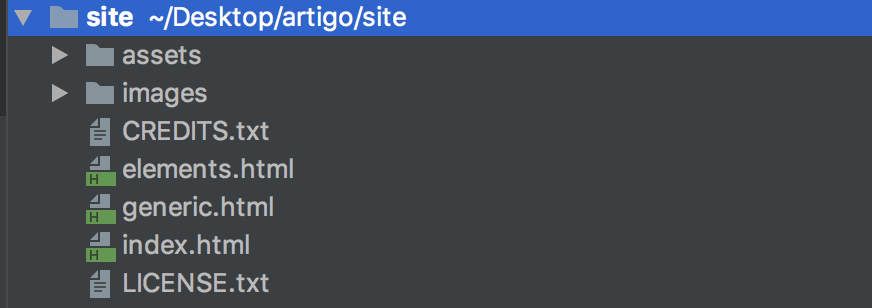 site ~/Desktop/artigo/site
assets
images
CREDITS.txt
H elements.html
H generic.html
H index.html
LICENSE.txt